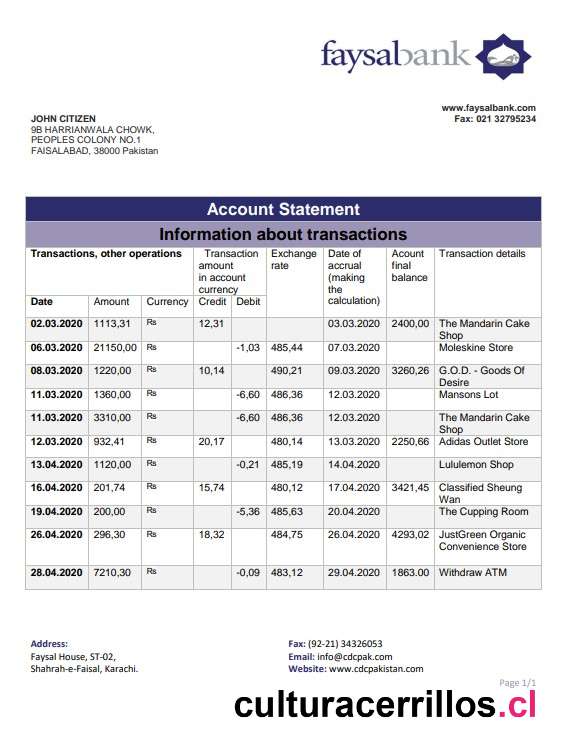 faysalbank
www.faysalbank.com
Fax: 021 32795234
JOHN CITIZEN
9B HARRIANWALA CHOWK,
PEOPLES COLONY NO.1
FAISALABAD, 38000 Pakistan
Account Statement
Information about transactions
Transactions, other operations
Transaction amount in account currency
Exchange rate
Date of accrual (making the calculation)
Acount final balance
Transaction details
Date Amount Currency Credit Debit
02.03.2020 1113,31 Rs 12,31 03.03.2020 2400,00 The Mandarin Cake Shop
06.03.2020 21150,00 Rs -1,03 485,44 07.03.2020 Moleskine Store
08.03.2020 1220,00 Rs 10,14 490,21 09.03.2020 3260,26 G.O.D. - Goods Of Desire
11.03.2020 1360,00 Rs -6,60 486,36 12.03.2020 Mansons Lot
11.03.2020 3310,00 Rs -6,60 486,36 12.03.2020 The Mandarin Cake Shop
12.03.2020 932,41 Rs 20,17 480,14 13.03.2020 2250,66 Adidas Outlet Store
13.04.2020 1120,00 Rs -0,21 485,19 14.04.2020 Lululemon Shop
16.04.2020 201,74 Rs 15,74 480,12 17.04.2020 3421,45 Classified Sheung Wan
19.04.2020 200,00 Rs -5,36 485,63 20.04.2020 The Cupping Room
26.04.2020 296,30 Rs 18,32 484,75 26.04.2020 4293,02 JustGreen Organic Convenience Store
28.04.2020 7210,30 Rs -0,09 483,12 29.04.2020 1863.00 Withdraw ATM
Address:
Faysal House, ST-02,
Shahrah-e-Faisal, Karachi.
Fax: (92-21) 34326053
Email: info@cdcpak.com
Website: www.cdcpakistan.com
Page 1/1
culturacerrillos.cl